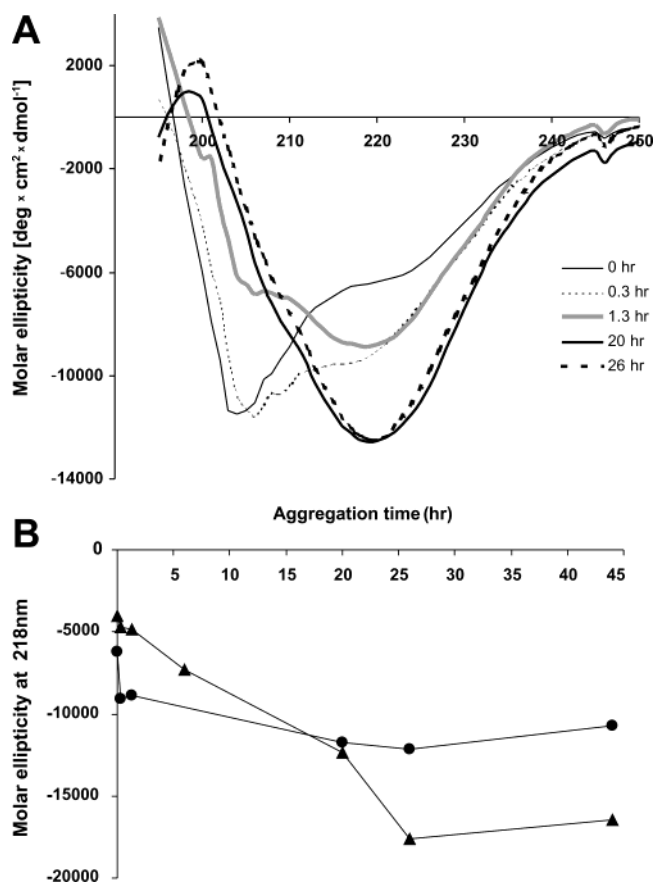 A
Molar ellipticity [deg × cm² × dmol⁻¹]
2000
-2000
-6000
-10000
-14000
200
210
220
230
240
250
0 hr
0.3 hr
1.3 hr
20 hr
26 hr
B
Aggregation time (hr)
Molar ellipticity at 218nm
0
-5000
-10000
-15000
-20000
5
10
15
20
25
30
35
40
45